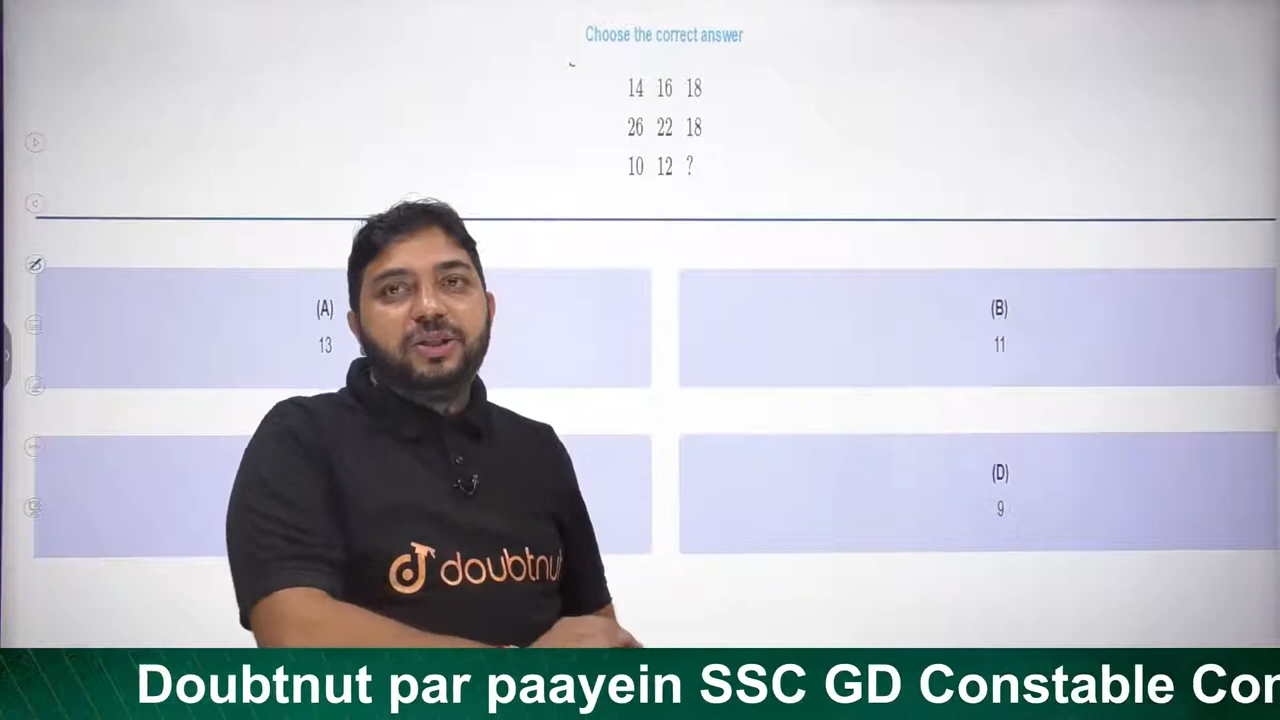 Choose the correct answer
14 16 18
26 22 18
10 12 ?
(A)
13
(B)
11
(D)
9
doubtnut
Doubtnut par paayein SSC GD Constable Cor